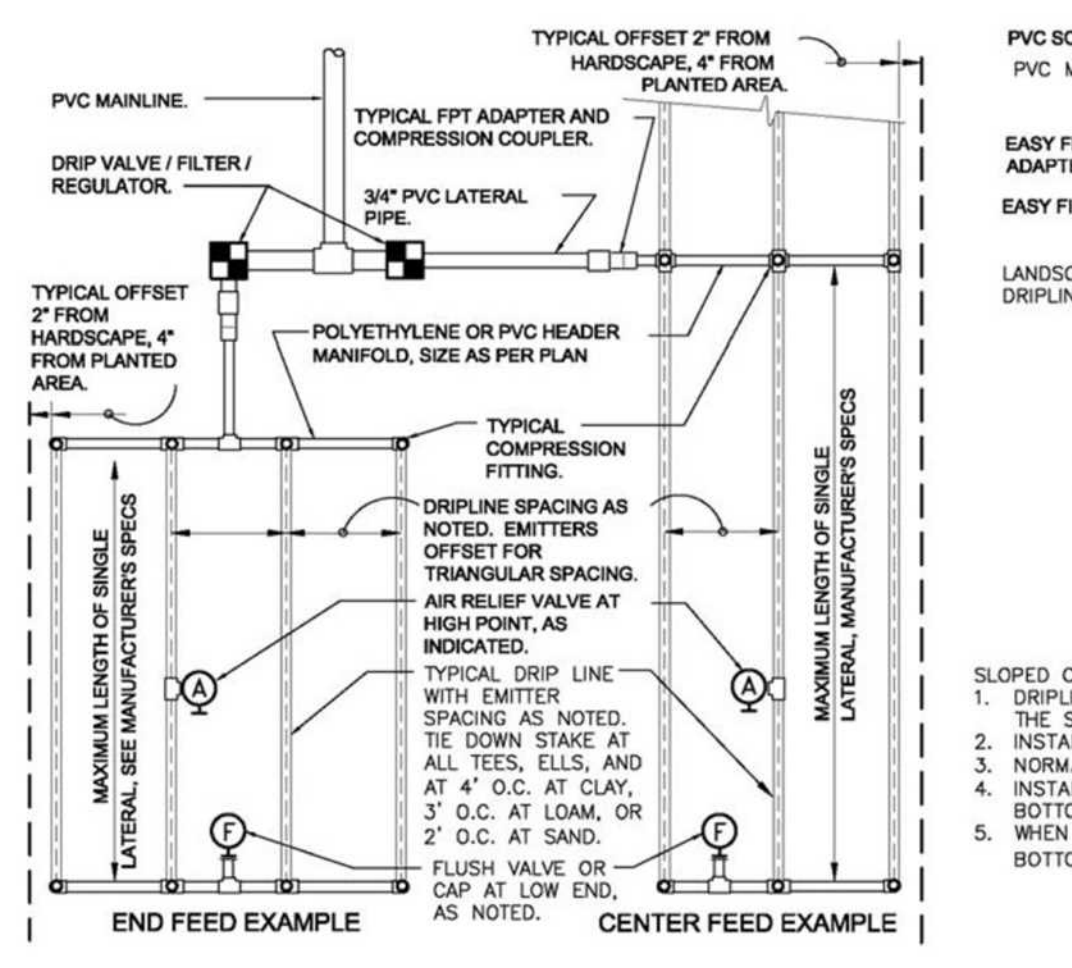 TYPICAL OFFSET 2" FROM
HARDSCAPE, 4" FROM
PLANTED AREA.
PVC MAINLINE.
TYPICAL FPT ADAPTER AND
COMPRESSION COUPLER.
DRIP VALVE / FILTER /
REGULATOR.
3/4" PVC LATERAL
PIPE.
TYPICAL OFFSET
2" FROM
HARDSCAPE, 4"
FROM PLANTED
AREA.
POLYETHYLENE OR PVC HEADER
MANIFOLD, SIZE AS PER PLAN
TYPICAL
COMPRESSION
FITTING.
DRIPLINE SPACING AS
NOTED. EMITTERS
OFFSET FOR
TRIANGULAR SPACING.
AIR RELIEF VALVE AT
HIGH POINT, AS
INDICATED.
TYPICAL DRIP LINE
WITH EMITTER
SPACING AS NOTED.
TIE DOWN STAKE AT
ALL TEES, ELLS, AND
AT 4' O.C. AT CLAY,
3' O.C. AT LOAM, OR
2' O.C. AT SAND.
FLUSH VALVE OR
CAP AT LOW END,
AS NOTED.
MAXIMUM LENGTH OF SINGLE
LATERAL, SEE MANUFACTURER'S SPECS
MAXIMUM LENGTH OF SINGLE
LATERAL, MANUFACTURER'S SPECS
A
A
F
F
END FEED EXAMPLE
CENTER FEED EXAMPLE
PVC
PVC
EASY
EASY
SLOPED
1.
THE
2.
3.
4.
5. WHEN